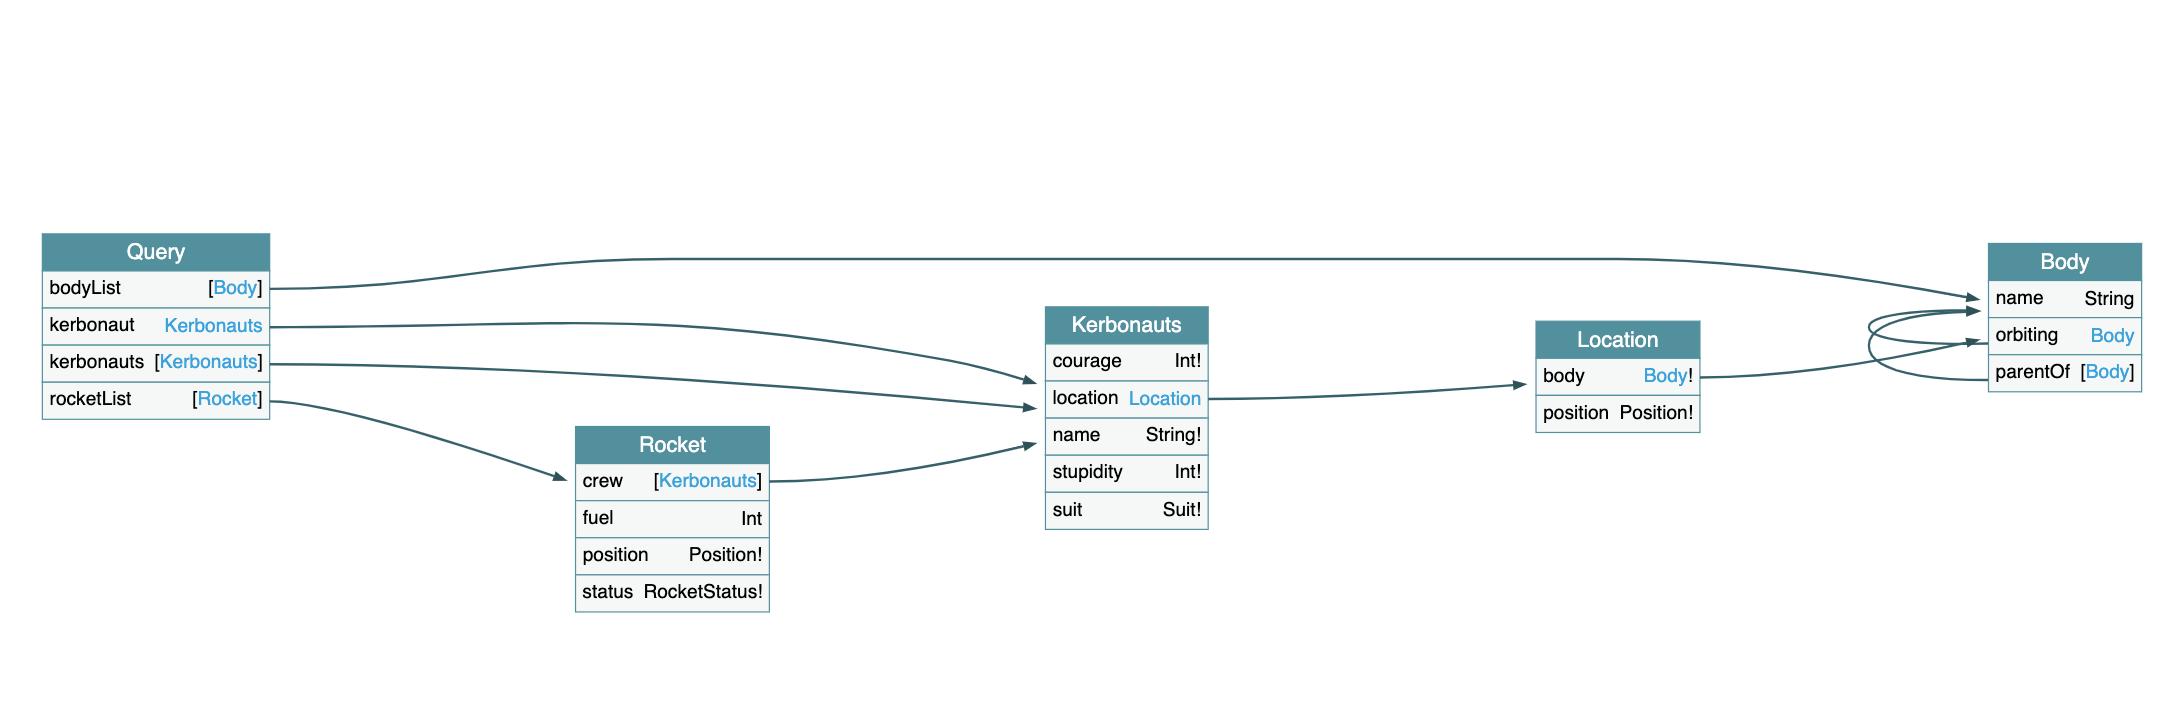 Query
bodyList [Body]
kerbonaut Kerbonauts
kerbonauts [Kerbonauts]
rocketList [Rocket]
Rocket
crew [Kerbonauts]
fuel Int
position Position!
status RocketStatus!
Kerbonauts
courage Int!
location Location
name String!
stupidity Int!
suit Suit!
Location
body Body!
position Position!
Body
name String
orbiting Body
parentOf [Body]